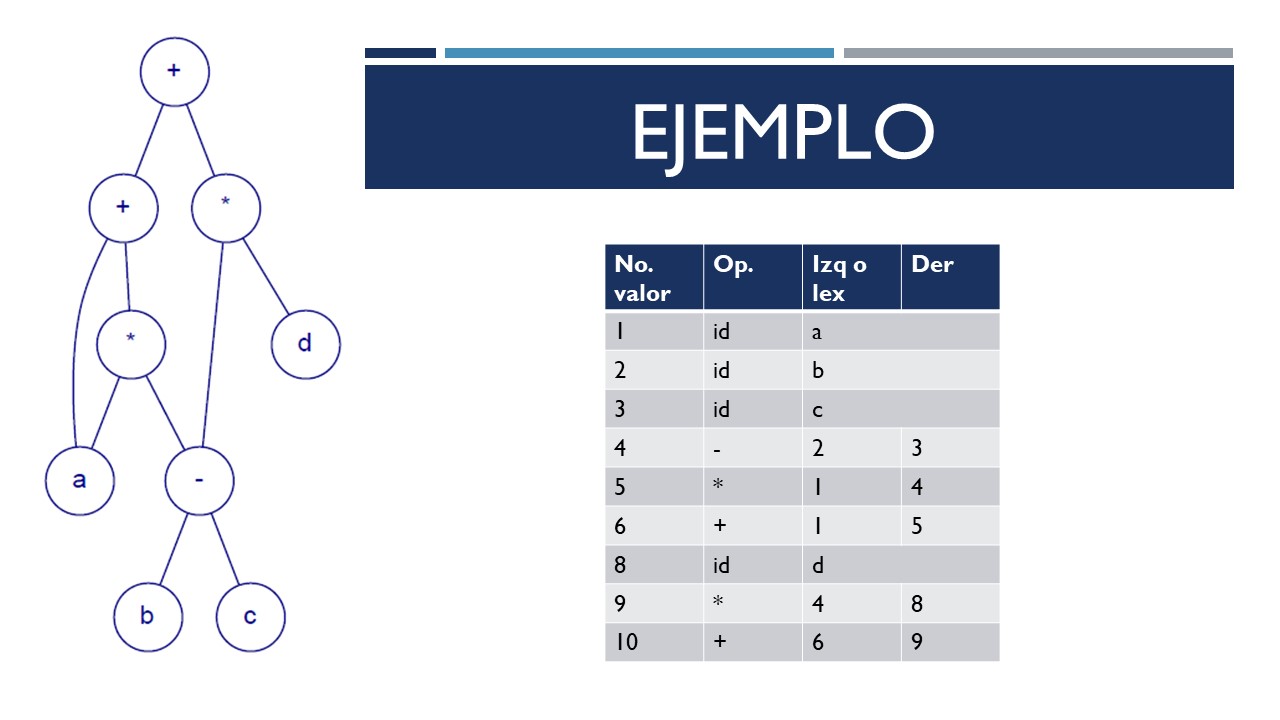 +
+ *
* d
a -
b c
EJEMPLO
No. valor Op. Izq o lex Der
1 id a
2 id b
3 id c
4 - 2 3
5 * 1 4
6 + 1 5
8 id d
9 * 4 8
10 + 6 9